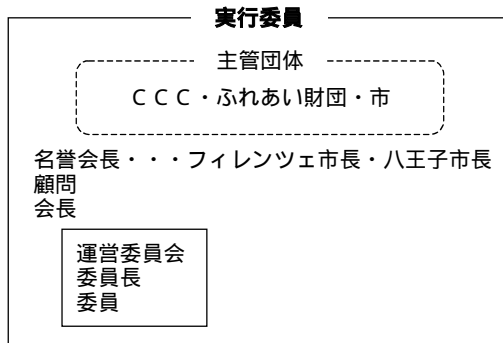 実行委員
主管団体
ＣＣＣ・ふれあい財団・市
名誉会長・・・フィレンツェ市長・八王子市長
顧問
会長
運営委員会
委員長
委員